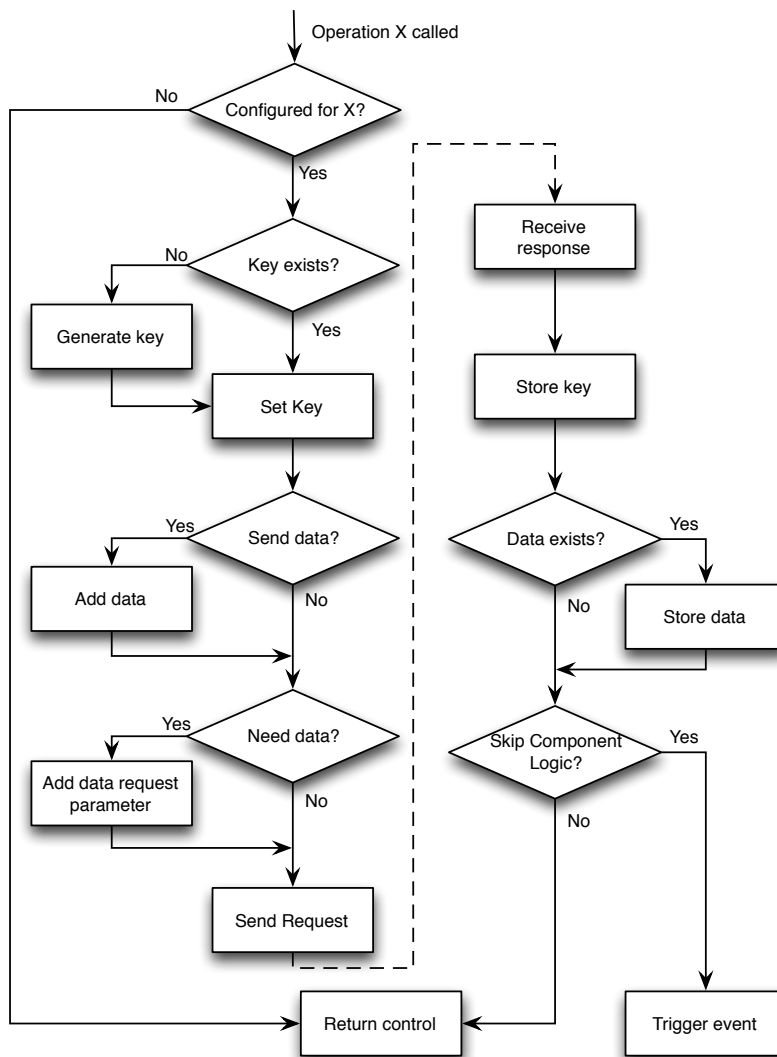 Operation X called
No
Configured for X?
Yes
No
Key exists?
Receive
response
Generate key
Yes
Set Key
Store key
Yes
Send data?
Data exists?
Yes
Add data
No
No
Store data
Yes
Need data?
Skip Component
Logic?
Yes
Add data request
parameter
No
No
Send Request
Return control
Trigger event